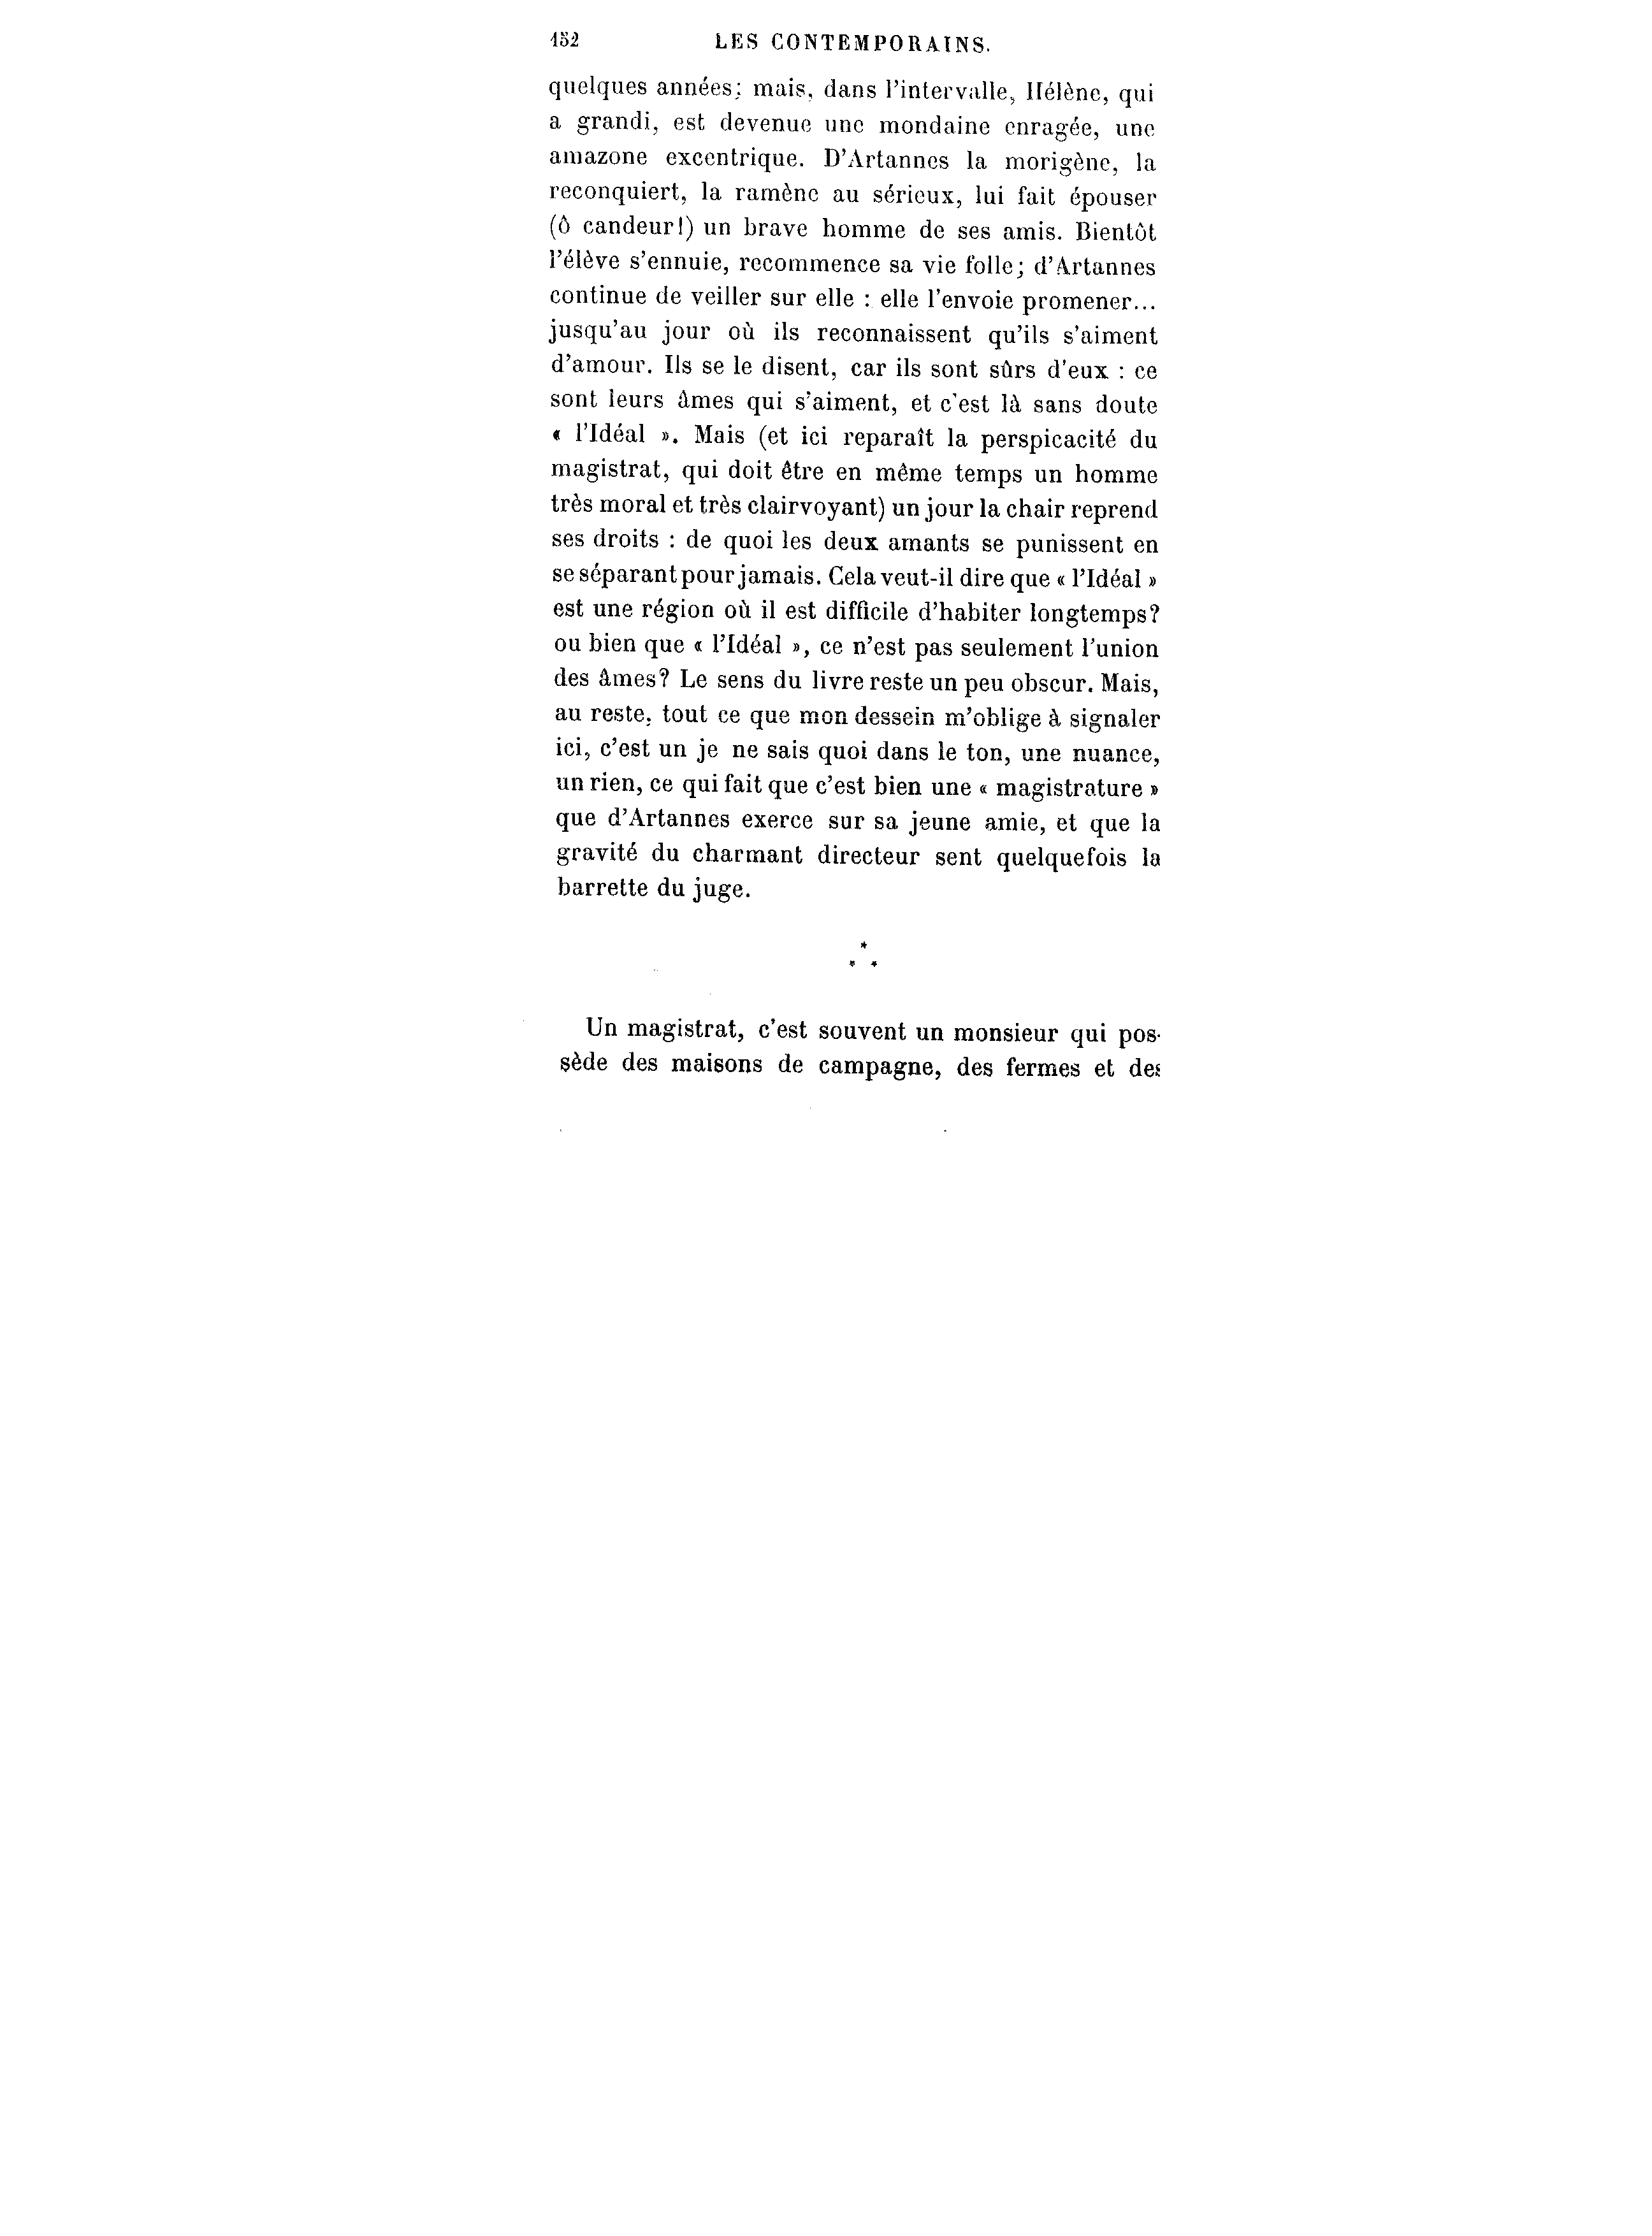 152 LES CONTEMPORAINS.
quelques années; mais, dans l'intervalle, Hélène, qui
a grandi, est devenue une mondaine enragée, une
amazone excentrique. D'Artannes la morigène, la
reconquiert, la ramène au sérieux, lui fait épouser
(ô candeur!) un brave homme de ses amis. Bientôt
l'élève s'ennuie, recommence sa vie folle; d'Artannes
continue de veiller sur elle : elle l'envoie promener...
jusqu'au jour où ils reconnaissent qu'ils s'aiment
d'amour. Ils se le disent, car ils sont sûrs d'eux : ce
sont leurs âmes qui s'aiment, et c'est là sans doute
« l'Idéal ». Mais (et ici reparaît la perspicacité du
magistrat, qui doit être en même temps un homme
très moral et très clairvoyant) un jour la chair reprend
ses droits : de quoi les deux amants se punissent en
se séparant pour jamais. Cela veut-il dire que « l'Idéal »
est une région où il est difficile d'habiter longtemps?
ou bien que « l'Idéal », ce n'est pas seulement l'union
des âmes? Le sens du livre reste un peu obscur. Mais,
au reste, tout ce que mon dessein m'oblige à signaler
ici, c'est un je ne sais quoi dans le ton, une nuance,
un rien, ce qui fait que c'est bien une « magistrature »
que d'Artannes exerce sur sa jeune amie, et que la
gravité du charmant directeur sent quelquefois la
barrette du juge.
*
* *
Un magistrat, c'est souvent un monsieur qui pos-
sède des maisons de campagne, des fermes et des